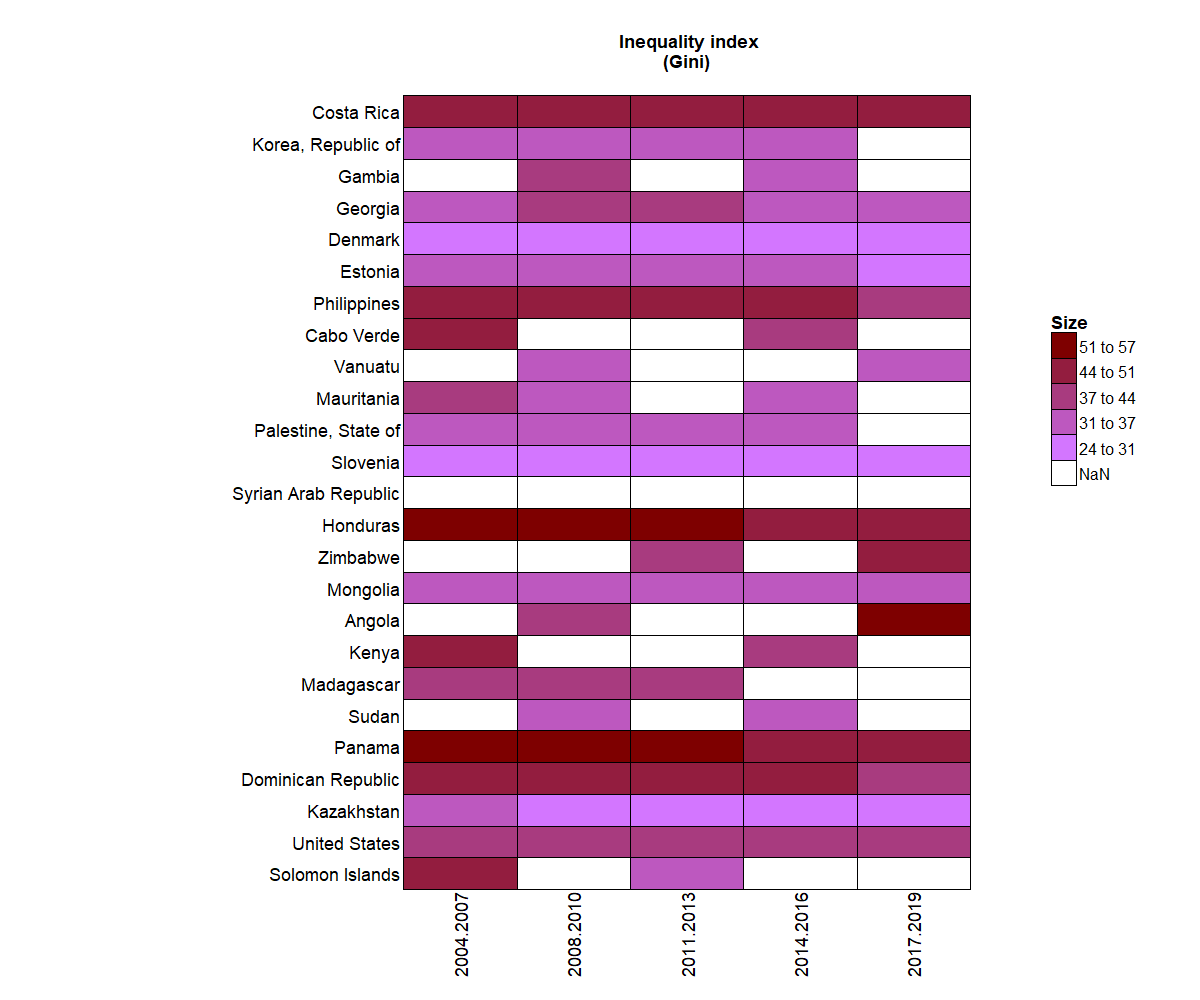 Inequality index
(Gini)
Costa Rica
Korea, Republic of
Gambia
Georgia
Denmark
Estonia
Philippines
Cabo Verde
Vanuatu
Mauritania
Palestine, State of
Slovenia
Syrian Arab Republic
Honduras
Zimbabwe
Mongolia
Angola
Kenya
Madagascar
Sudan
Panama
Dominican Republic
Kazakhstan
United States
Solomon Islands
2004.2007
2008.2010
2011.2013
2014.2016
2017.2019
Size
51 to 57
44 to 51
37 to 44
31 to 37
24 to 31
NaN